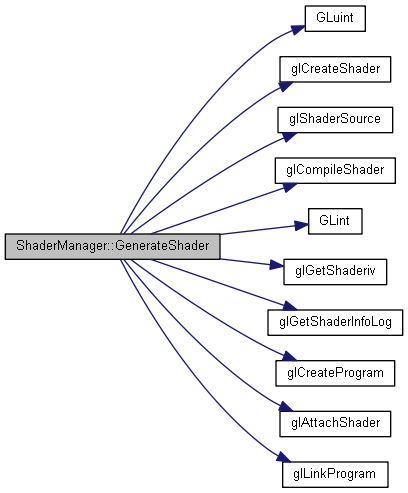 ShaderManager::GenerateShader
GLuint
glCreateShader
glShaderSource
glCompileShader
GLint
glGetShaderiv
glGetShaderInfoLog
glCreateProgram
glAttachShader
glLinkProgram